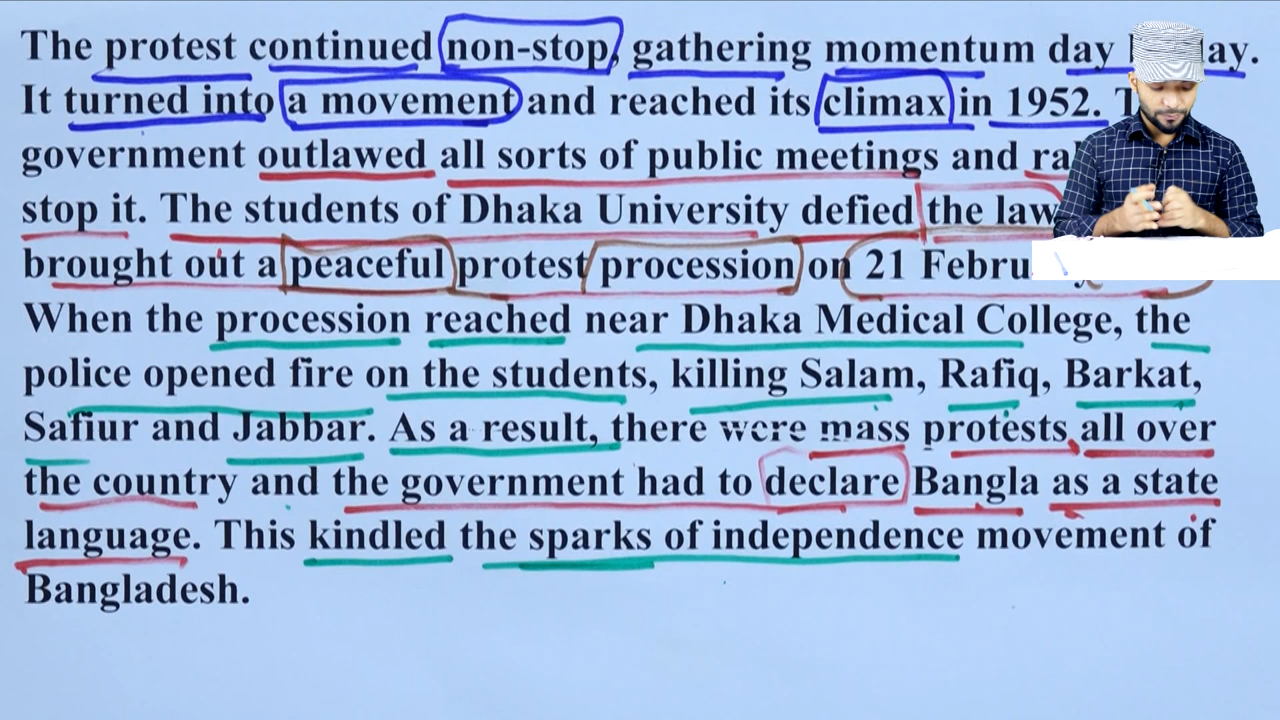 The protest continued non-stop, gathering momentum day ay.
It turned into a movement and reached its climax in 1952. T
government outlawed all sorts of public meetings and ra
stop it. The students of Dhaka University defied the law
brought out a peaceful protest procession on 21 Febru
When the procession reached near Dhaka Medical College, the
police opened fire on the students, killing Salam, Rafiq, Barkat,
Safiur and Jabbar. As a result, there were mass protests all over
the country and the government had to declare Bangla as a state
language. This kindled the sparks of independence movement of
Bangladesh.